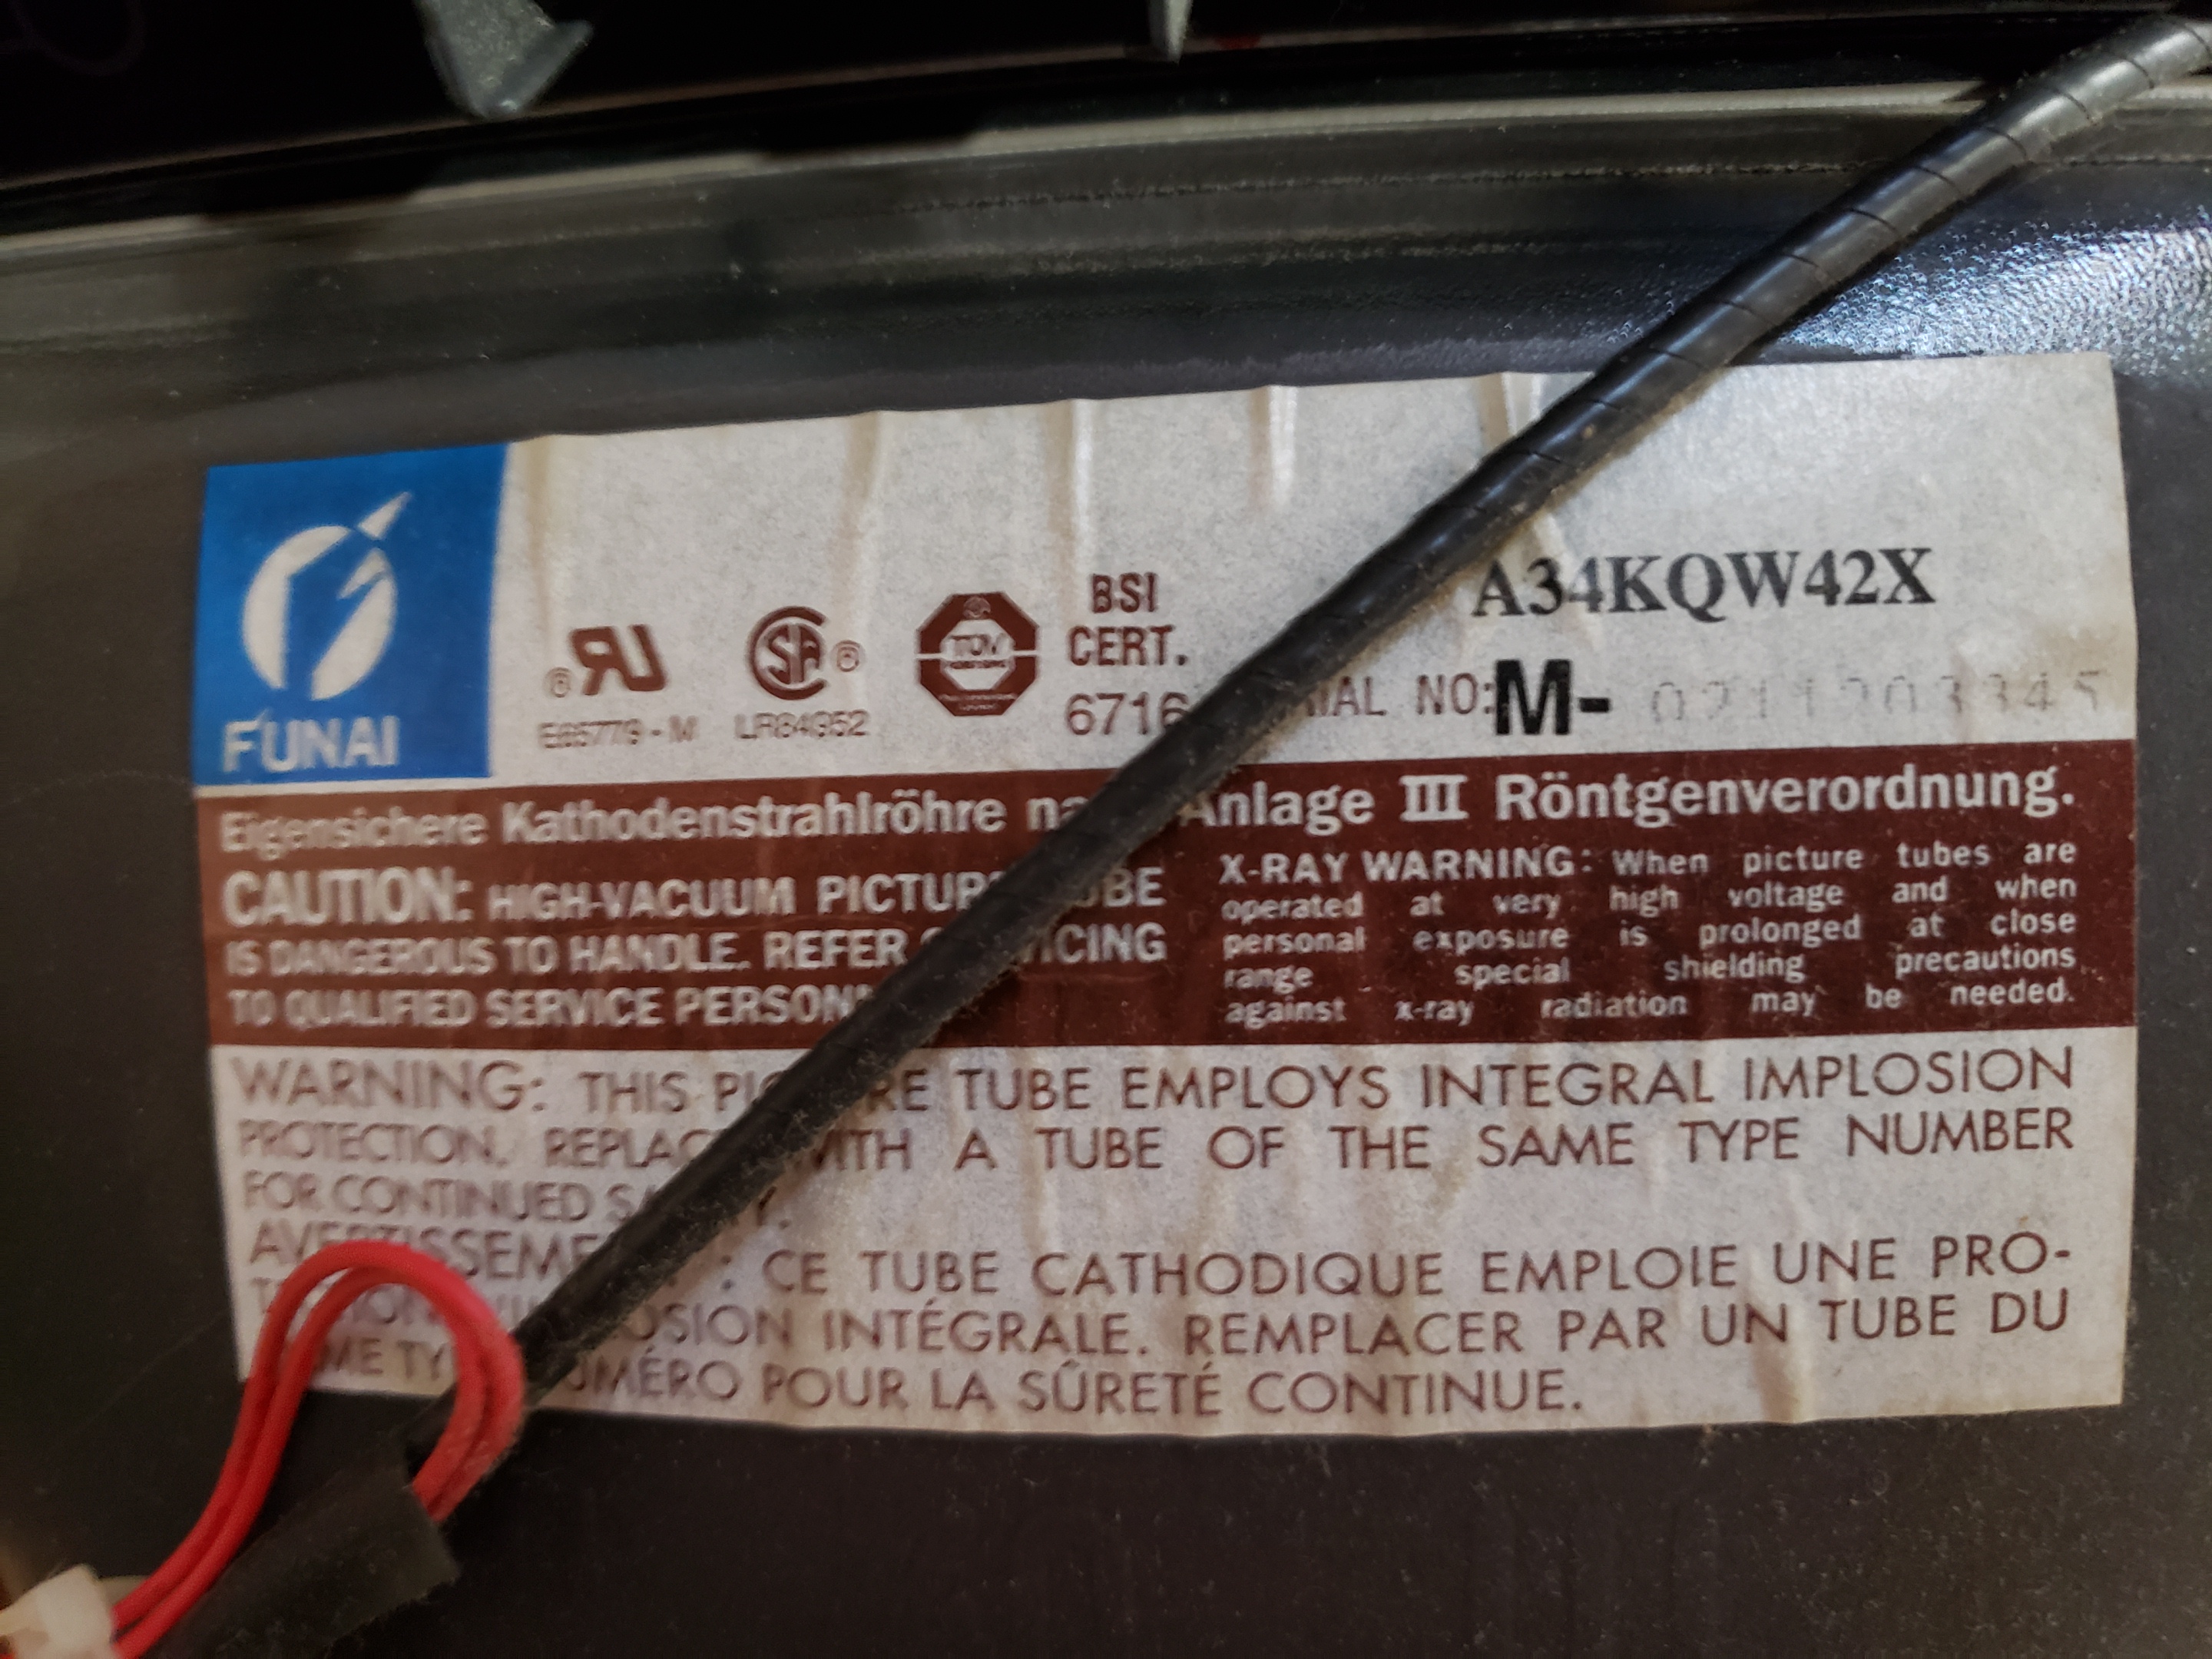 FUNAI
BSI
CERT.
6716
A34KQW42X
NO: M-
LR84952
Eigensichere Kathodenstrahlröhre Anlage III Röntgenverordnung.
CAUTION: HIGH-VACUUM
IS DANGEROUS TO HANDLE. REFER
TO QUALIFIED SERVICE
X-RAY WARNING: When picture tubes are
operated at very high voltage and when
personal exposure is prolonged at close
range special shielding precautions
against x-ray radiation may be needed.
WARNING: THIS TUBE EMPLOYS INTEGRAL IMPLOSION
PROTECTION. WITH A TUBE OF THE SAME TYPE NUMBER
FOR CONTINUED
: CE TUBE CATHODIQUE EMPLOIE UNE PRO-
INTÉGRALE. REMPLACER PAR UN TUBE DU
POUR LA SÛRETÉ CONTINUE.